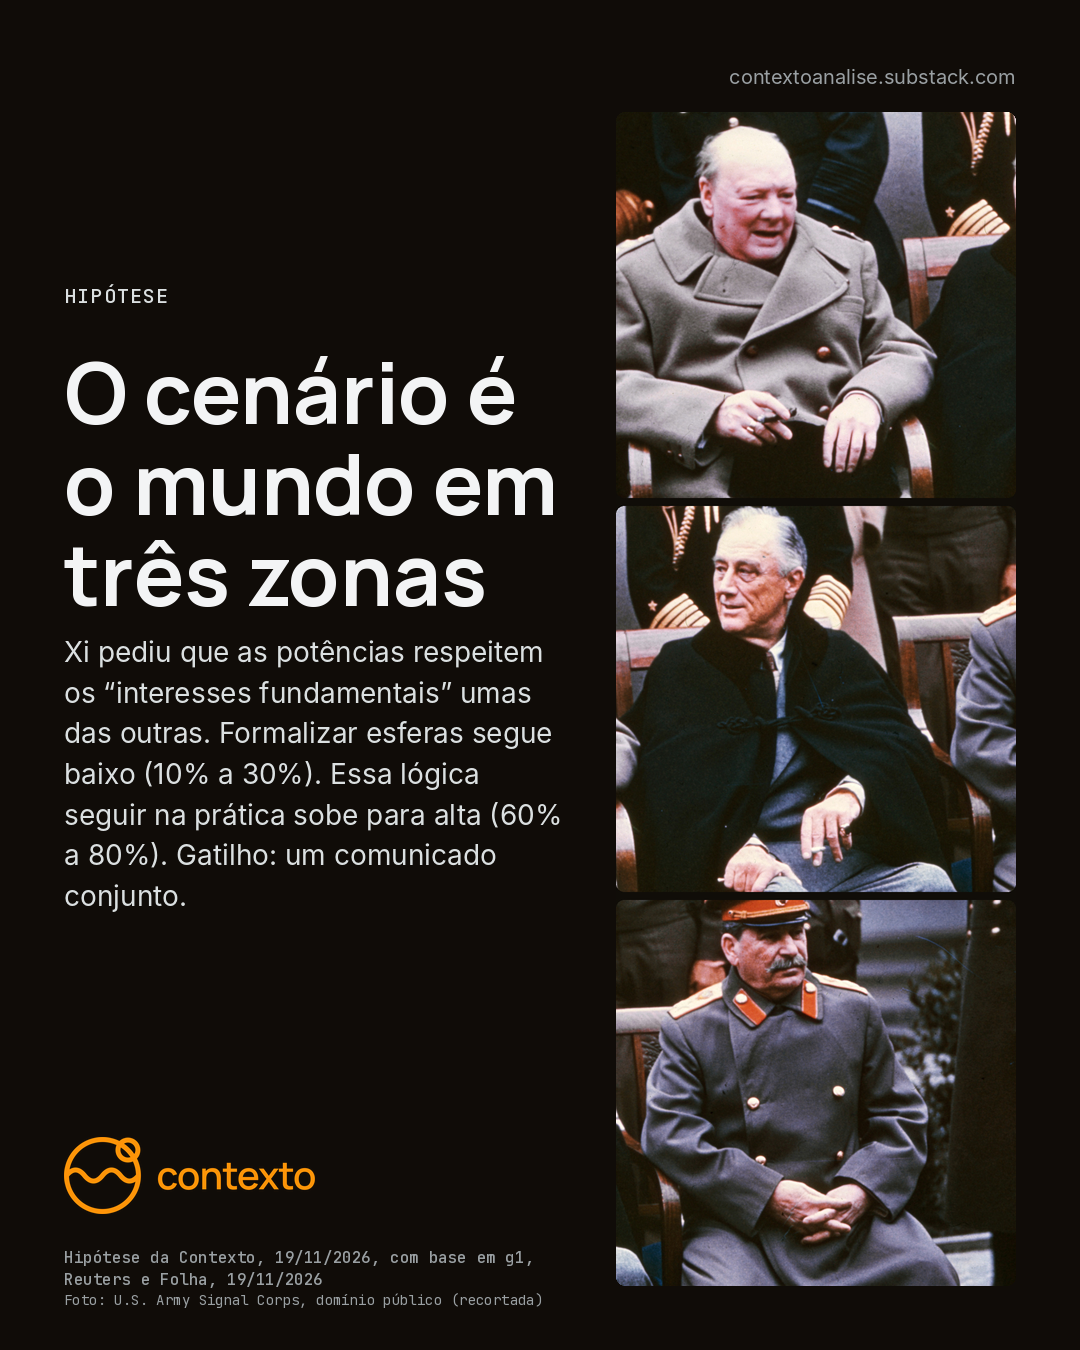 contextoanalise.substack.com
HIPÓTESE
O cenário é
o mundo em
três zonas
Xi pediu que as potências respeitem
os “interesses fundamentais” umas
das outras. Formalizar esferas segue
baixo (10% a 30%). Essa lógica
seguir na prática sobe para alta (60%
a 80%). Gatilho: um comunicado
conjunto.
contexto
Hipótese da Contexto, 19/11/2026, com base em g1,
Reuters e Folha, 19/11/2026
Foto: U.S. Army Signal Corps, domínio público (recortada)